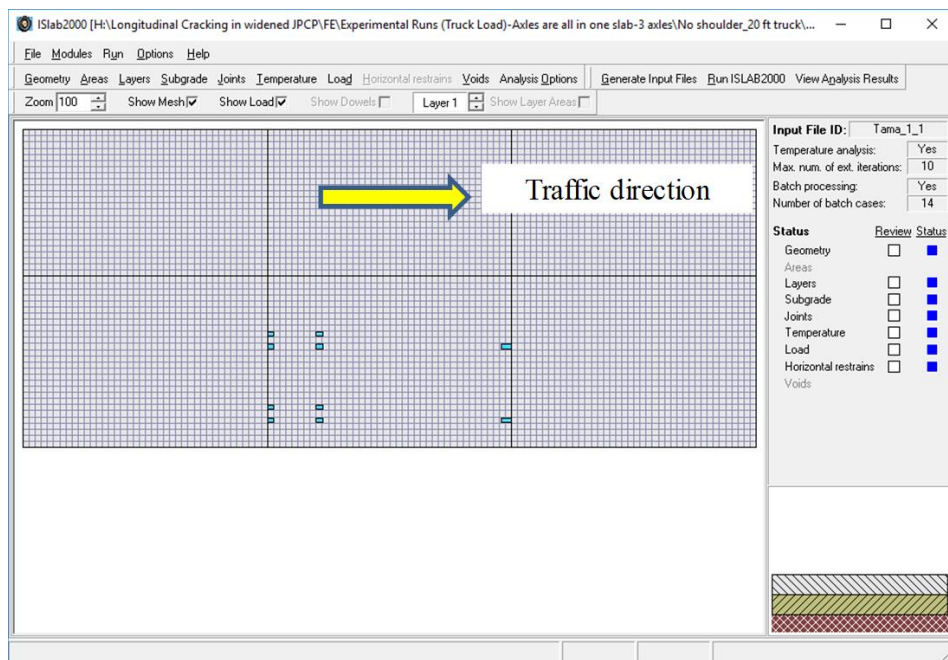 ISlab2000 [H:\Longitudinal Cracking in widened JPCP\FE\Experimental Runs (Truck Load)-Axles are all in one slab-3 axles\No shoulder_20 ft truck\...
File Modules Run Options Help
Geometry Areas Layers Subgrade Joints Temperature Load Horizontal restrains Voids Analysis Options Generate Input Files Run ISLAB2000 View Analysis Results
Zoom 100 Show Mesh Show Load Show Dowels Layer 1 Show Layer Areas
Traffic direction
Input File ID: Tama_1_1
Temperature analysis: Yes
Max. num. of ext. iterations: 10
Batch processing: Yes
Number of batch cases: 14
Status Review Status
Geometry
Areas
Layers
Subgrade
Joints
Temperature
Load
Horizontal restrains
Voids